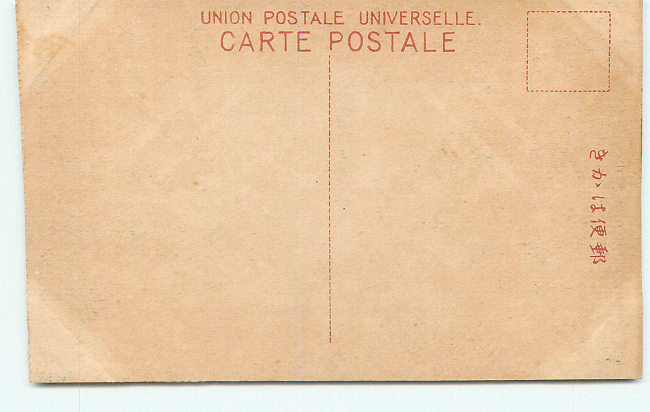 UNION POSTALE UNIVERSELLE.
CARTE POSTALE
郵便はかき